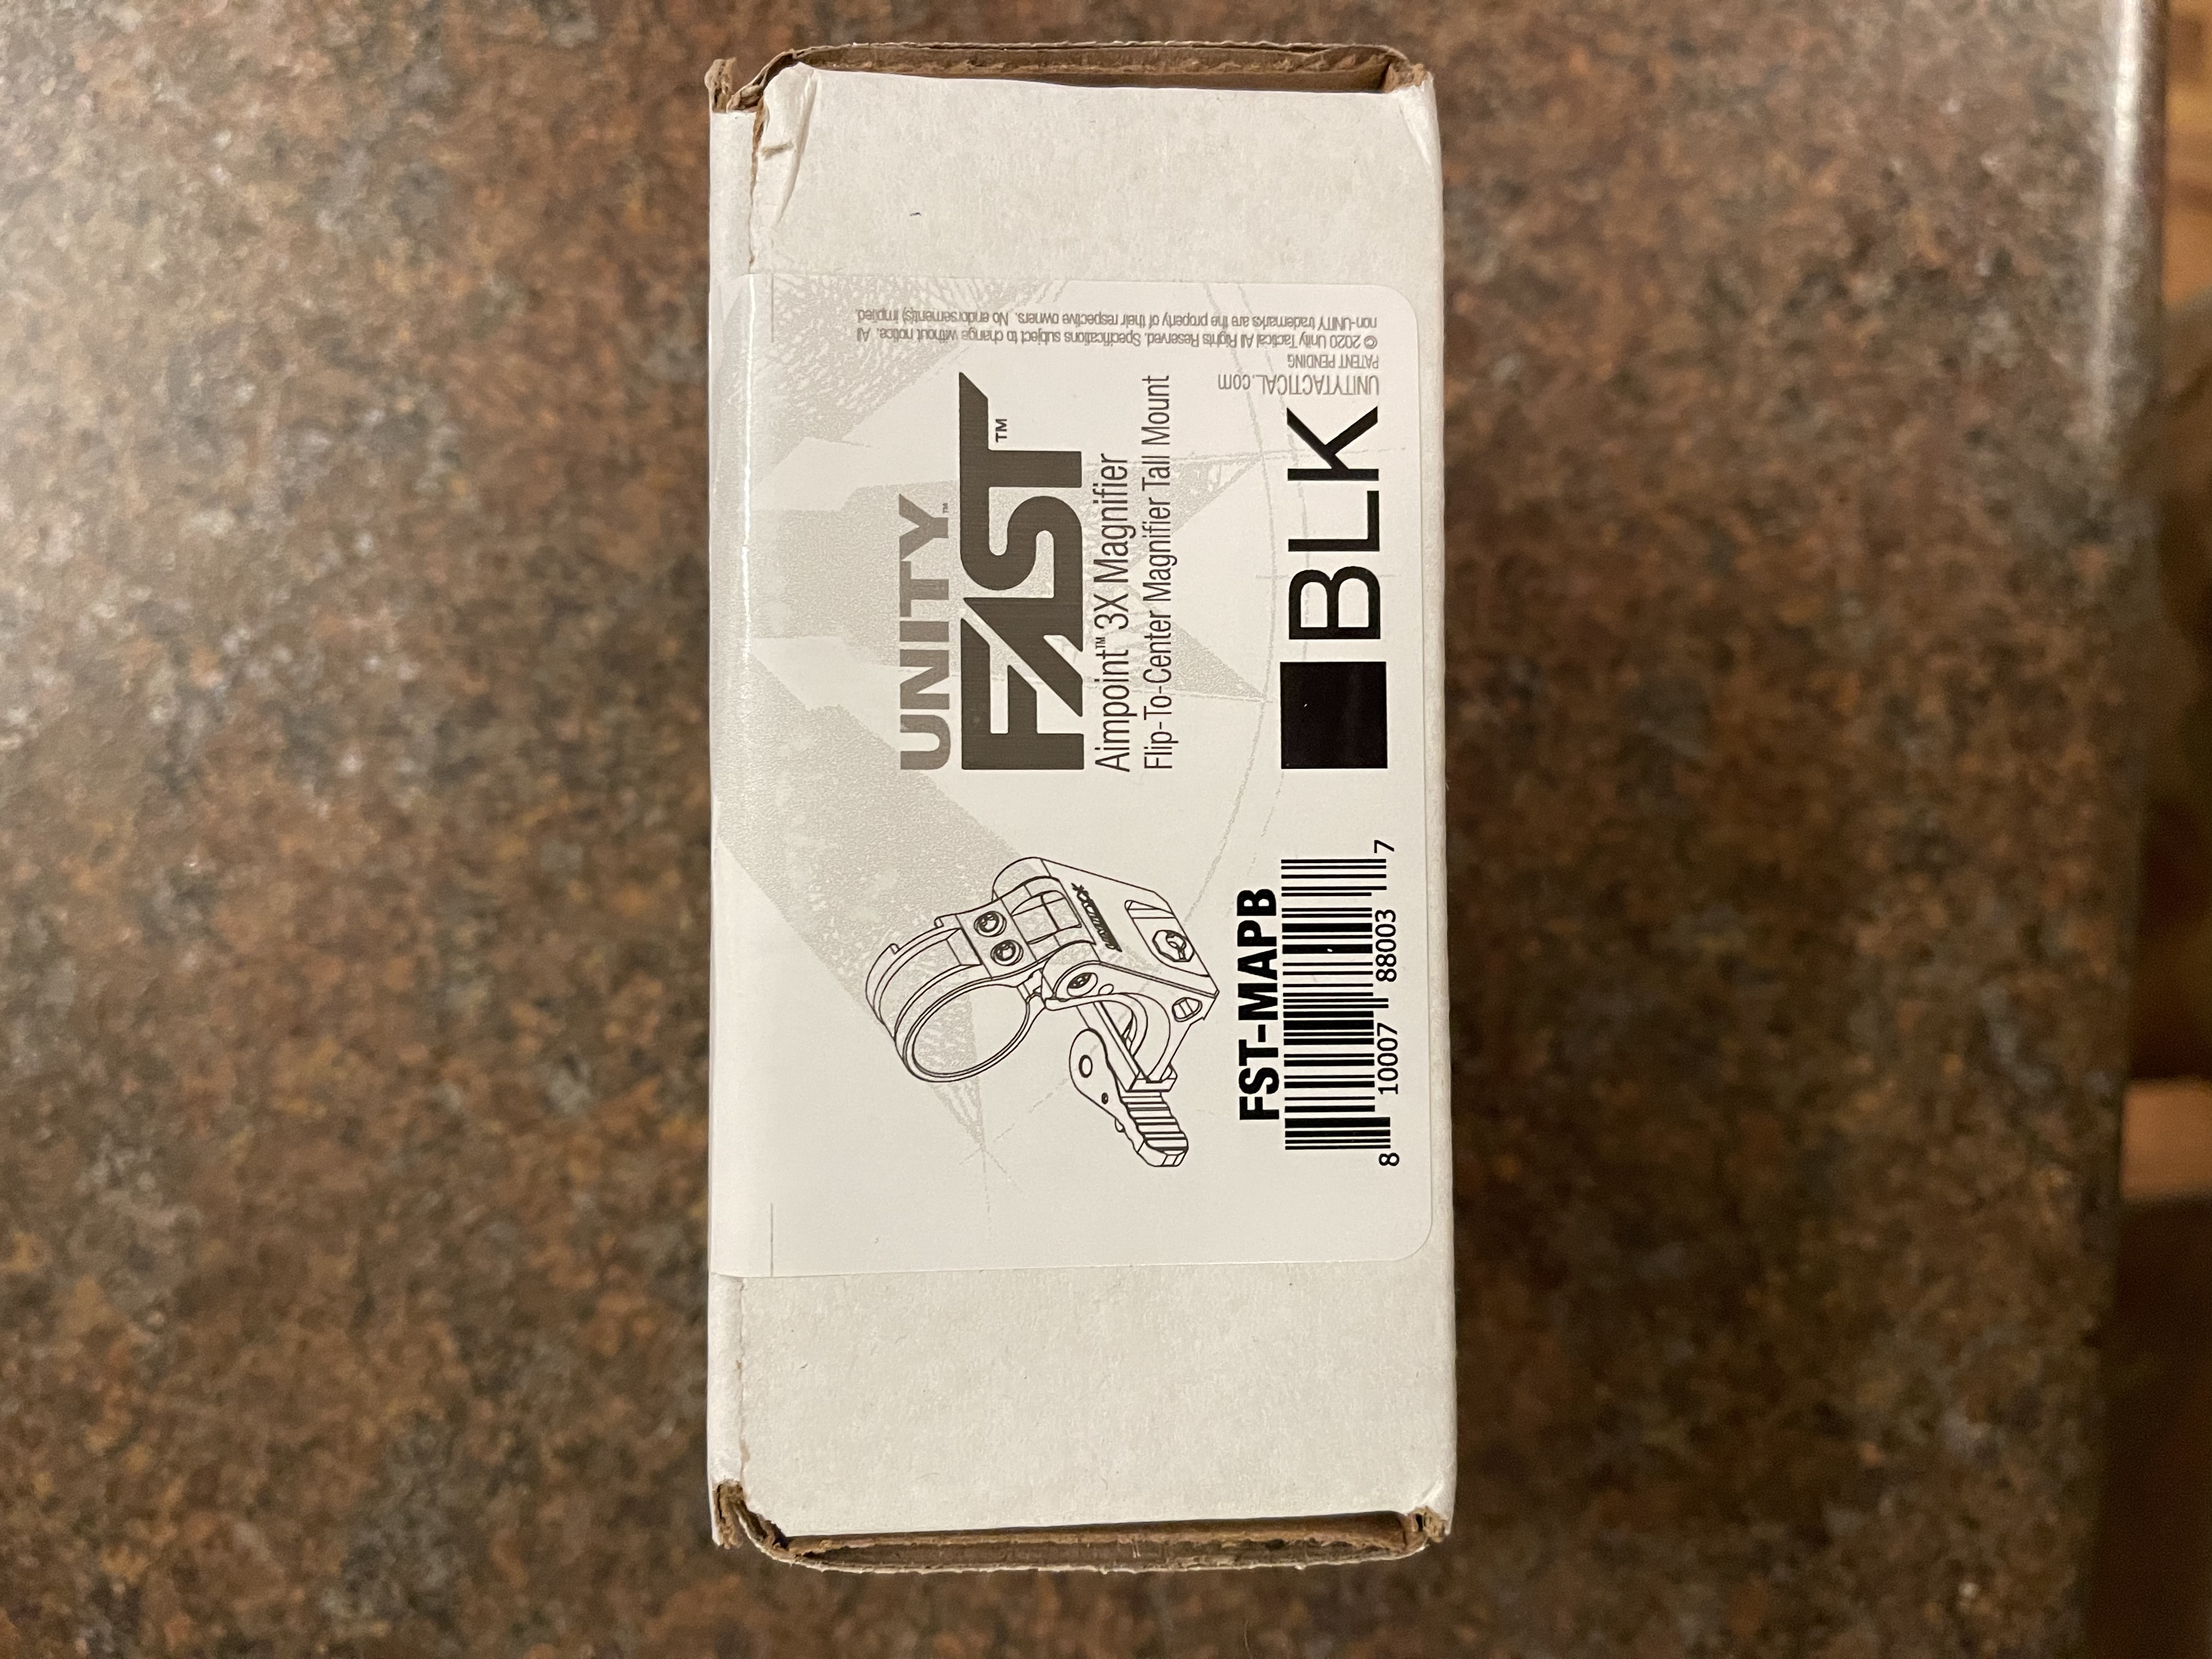 UNITY™
FAST™
Aimpoint™ 3X Magnifier
Flip-To-Center Magnifier Tall Mount
FST-MAPB
8 10007 88003 7
BLK
UNITYTACTICAL.com
PATENT PENDING
© 2020 Unity Tactical All Rights Reserved. Specifications subject to change without notice. All
non-UNITY trademarks are the property of their respective owners. No endorsement(s) implied.